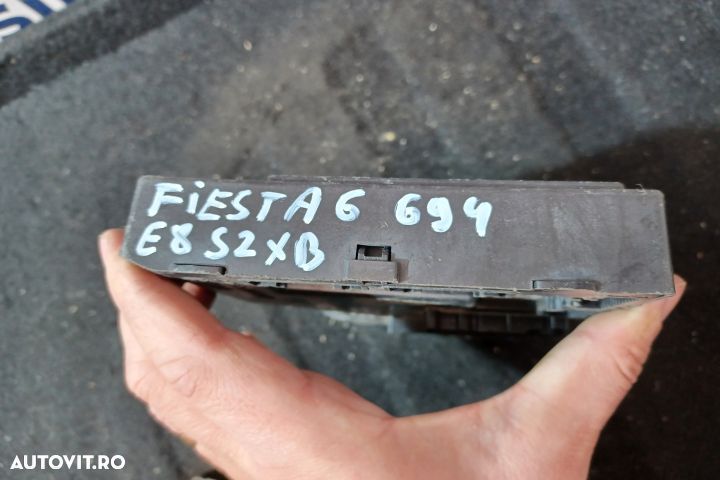 FiESTA 6 694
E8 S2XB
AUTOVIT.RO